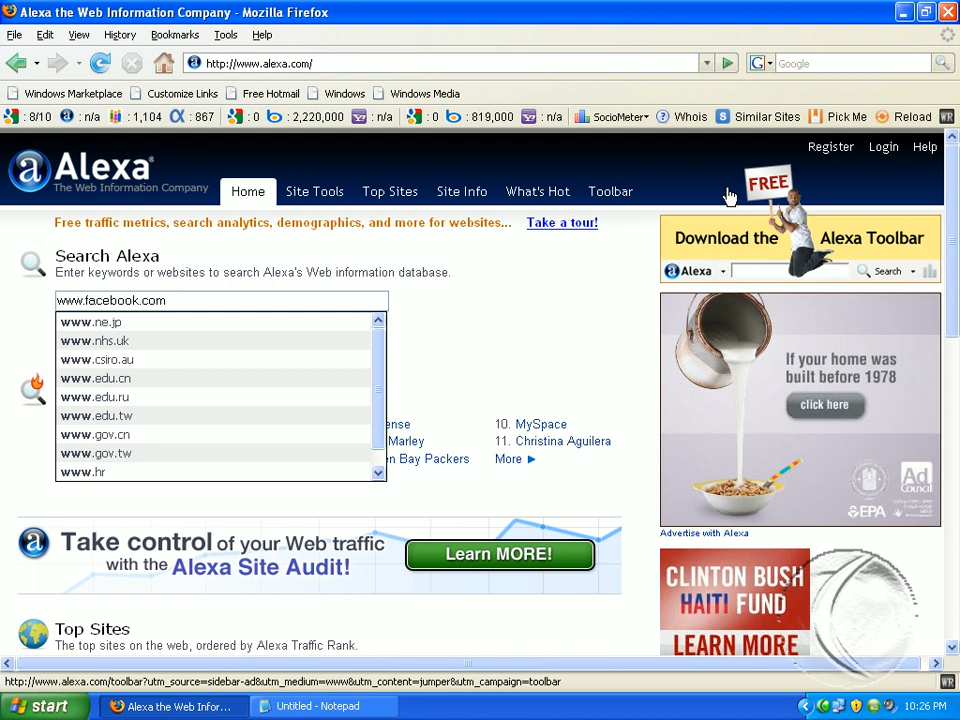 Alexa the Web Information Company - Mozilla Firefox
File Edit View History Bookmarks Tools Help
http://www.alexa.com/
Google
Windows Marketplace Customize Links Free Hotmail Windows Windows Media
: 8/10 : n/a : 1,104 : 867 : 0 : 2,220,000 : n/a : 0 : 819,000 : n/a SocioMeter Whois Similar Sites Pick Me Reload WR
Register Login Help
a Alexa®
The Web Information Company
Home Site Tools Top Sites Site Info What's Hot Toolbar
FREE
Free traffic metrics, search analytics, demographics, and more for websites... Take a tour!
Download the Alexa Toolbar
Alexa Search
Search Alexa
Enter keywords or websites to search Alexa's Web information database.
www.facebook.com
www.ne.jp
www.nhs.uk
www.csiro.au
www.edu.cn
www.edu.ru
www.edu.tw
www.gov.cn
www.gov.tw
www.hr
ense 10. MySpace
Marley 11. Christina Aguilera
en Bay Packers More
If your home was
built before 1978
click here
EPA
Ad
Council
Advertise with Alexa
Take control of your Web traffic
with the Alexa Site Audit!
Learn MORE!
CLINTON BUSH
HAITI FUND
LEARN MORE
Top Sites
The top sites on the web, ordered by Alexa Traffic Rank.
http://www.alexa.com/toolbar?utm_source=sidebar-ad&utm_medium=www&utm_content=jumper&utm_campaign=toolbar
WR
start Alexa the Web Infor... Untitled - Notepad 10:26 PM